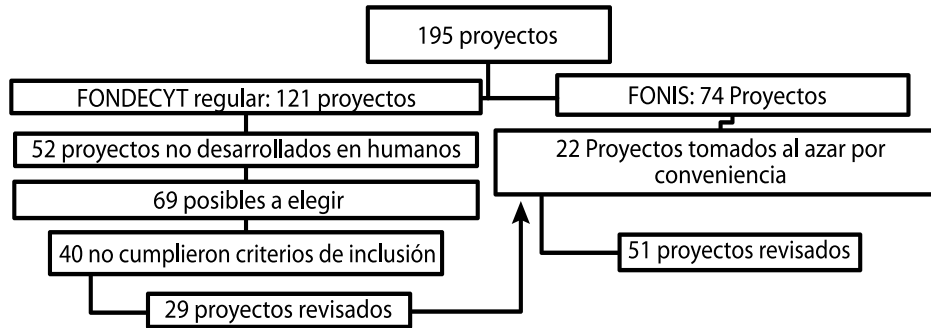 195 proyectos
FONDECYT regular: 121 proyectos
FONIS: 74 Proyectos
52 proyectos no desarrollados en humanos
22 Proyectos tomados al azar por
conveniencia
69 posibles a elegir
40 no cumplieron criterios de inclusión
51 proyectos revisados
29 proyectos revisados